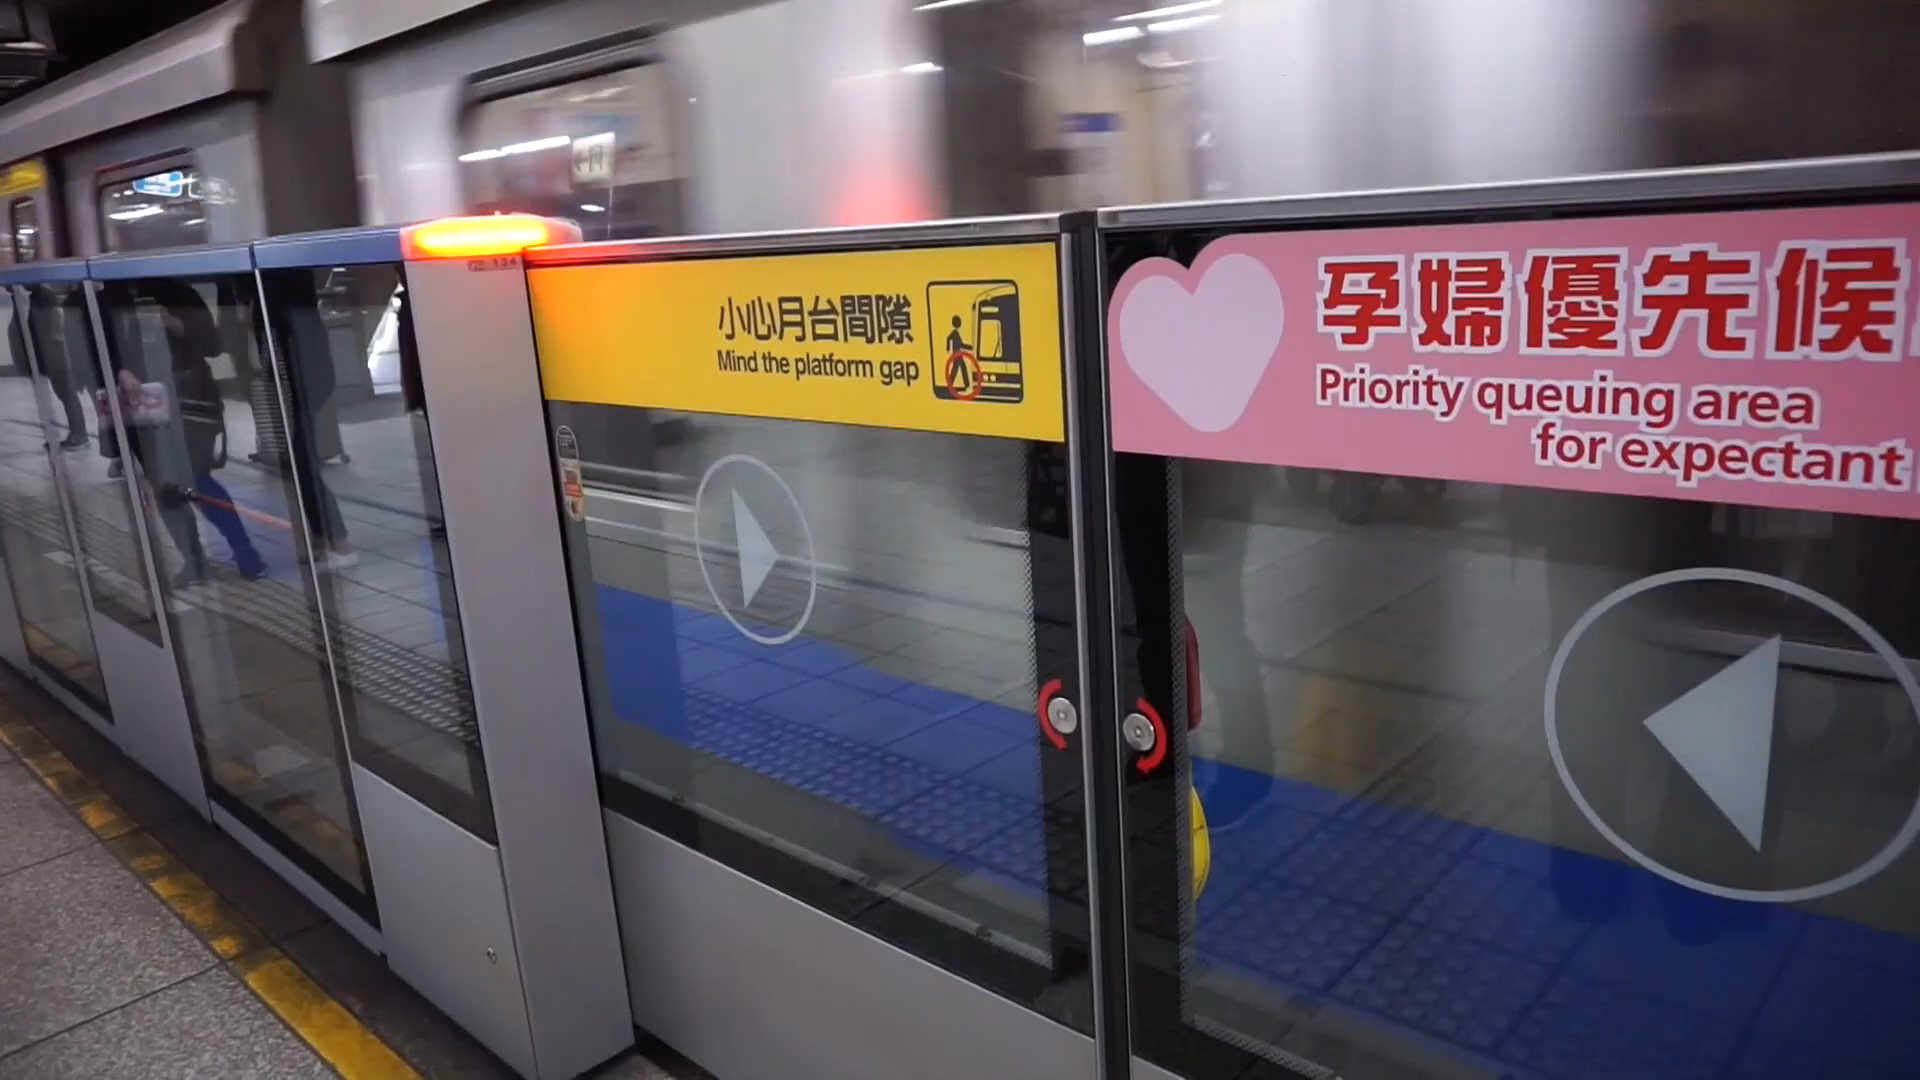 小心月台間隙
Mind the platform gap
孕婦優先候
Priority queuing area
for expectant